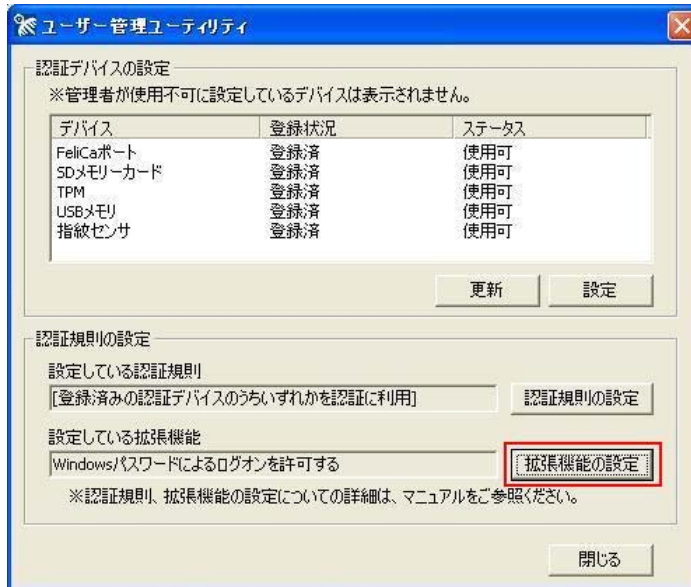 ユーザー管理ユーティリティ
認証デバイスの設定
※管理者が使用不可に設定しているデバイスは表示されません。
デバイス 登録状況 ステータス
FeliCaポート 登録済 使用可
SDメモリーカード 登録済 使用可
TPM 登録済 使用可
USBメモリ 登録済 使用可
指紋センサ 登録済 使用可
更新 設定
認証規則の設定
設定している認証規則
[登録済みの認証デバイスのうちいずれかを認証に利用] 認証規則の設定
設定している拡張機能
Windowsパスワードによるログオンを許可する 拡張機能の設定
※認証規則、拡張機能の設定についての詳細は、マニュアルをご参照ください。
閉じる